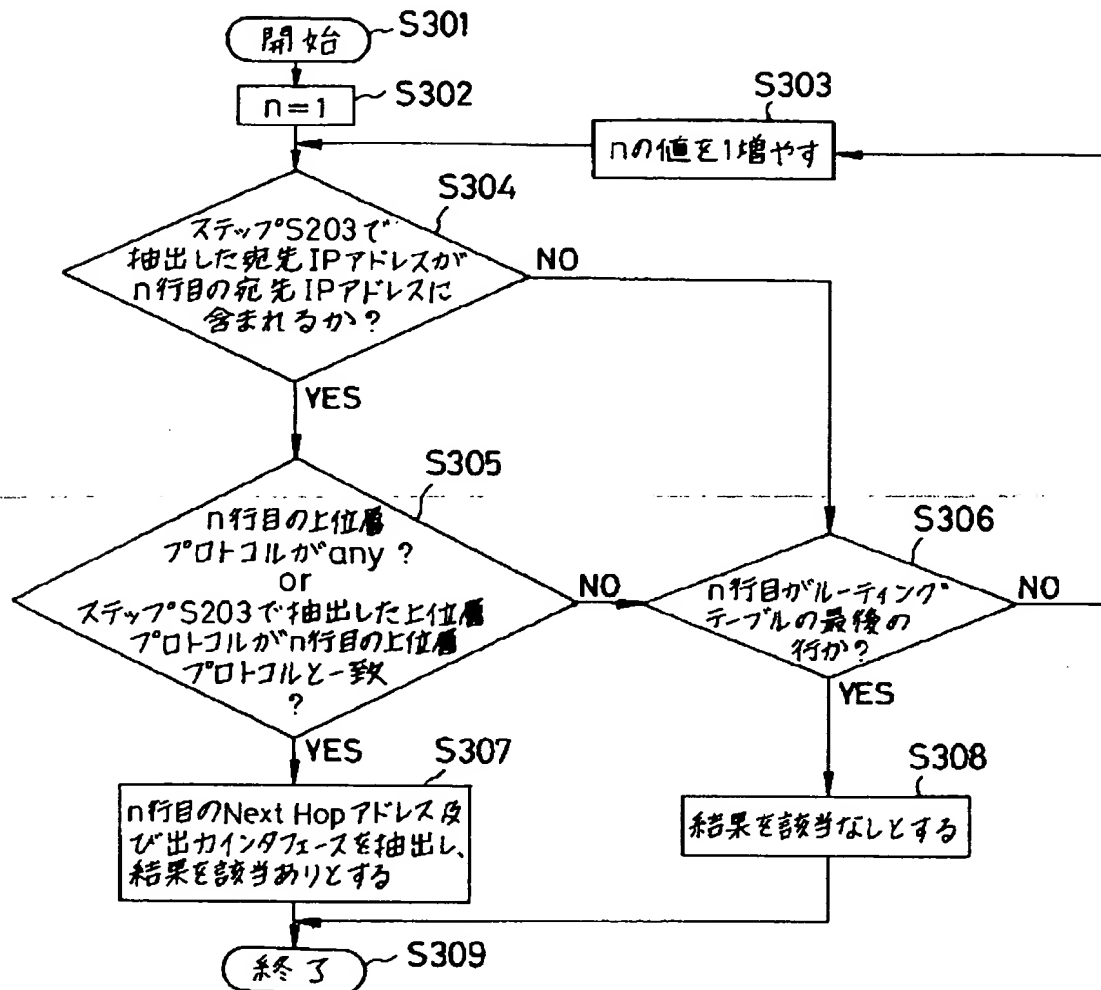 S301
開始
S302
n=1
S303
nの値を1増やす
S304
ステップS203で
抽出した宛先IPアドレスが
n行目の宛先IPアドレスに
含まれるか?
NO
YES
S305
n行目の上位層
プロトコルがany?
or
ステップS203で抽出した上位層
プロトコルがn行目の上位層
プロトコルと一致
?
NO
YES
S306
n行目がルーティング
テーブルの最後の
行か?
NO
YES
S307
n行目のNext Hopアドレス及
び出力インタフェースを抽出し、
結果を該当ありとする
S308
結果を該当なしとする
S309
終了